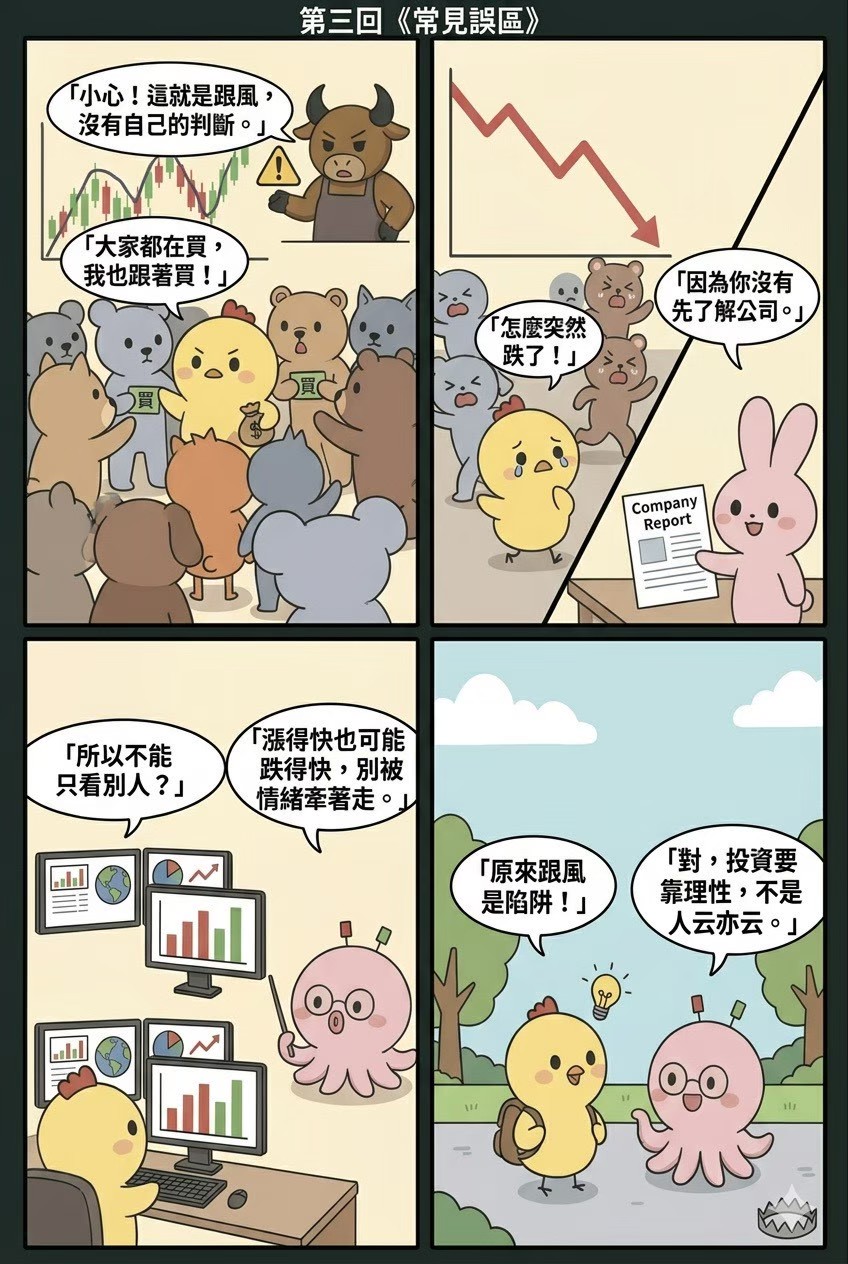 第三回《常見誤區》
「小心！這就是跟風，
沒有自己的判斷。」
「大家都在買，
我也跟著買！」
買
買
$
「怎麼突然
跌了！」
「因為你沒有
先了解公司。」
Company
Report
「所以不能
只看別人？」
「漲得快也可能
跌得快，別被
情緒牽著走。」
「原來跟風
是陷阱！」
「對，投資要
靠理性，不是
人云亦云。」